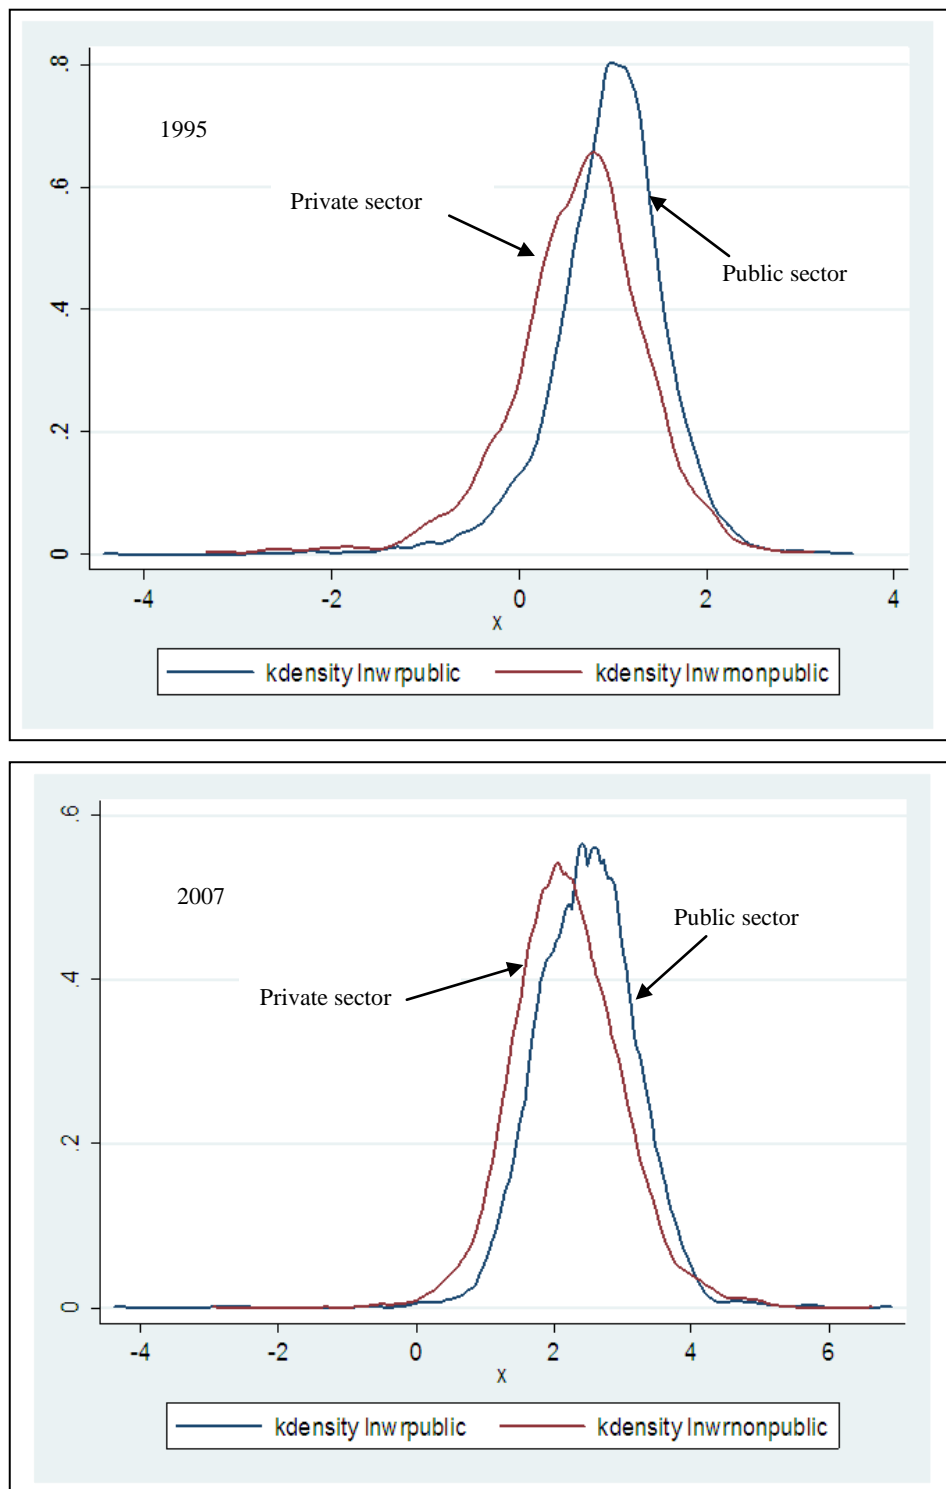 .8
1995
.6
Private sector
Public sector
.4
.2
0
-4 -2 0 2 4
x
kdensity lnwrpublic kdensity lnwrnonpublic
.6
2007
Public sector
.4
Private sector
.2
0
-4 -2 0 2 4 6
x
kdensity lnwrpublic kdensity lnwrnonpublic